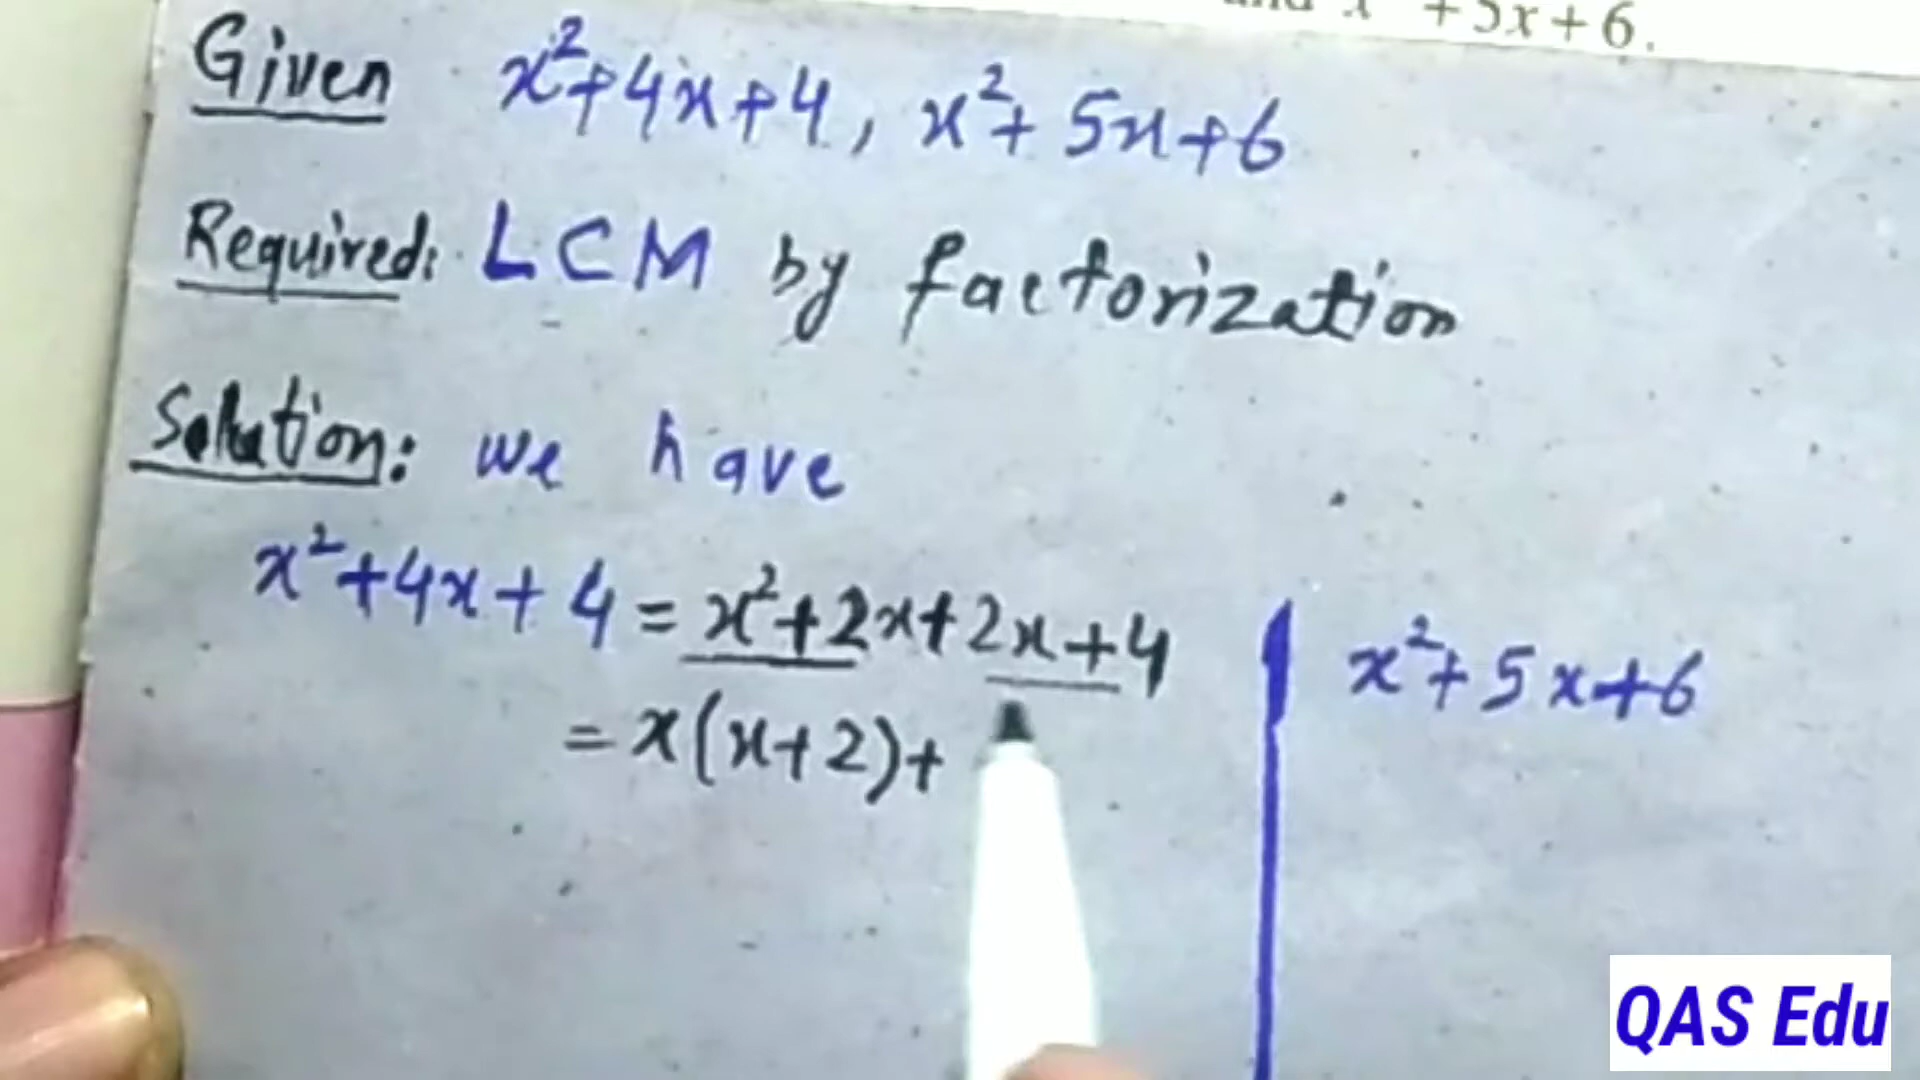 +5x+6.
Given x²+4x+4, x²+5x+6
Required: LCM by factorization
Solution: we have
x²+4x+4 = x²+2x+2x+4
= x(x+2)+
x²+5x+6
QAS Edu